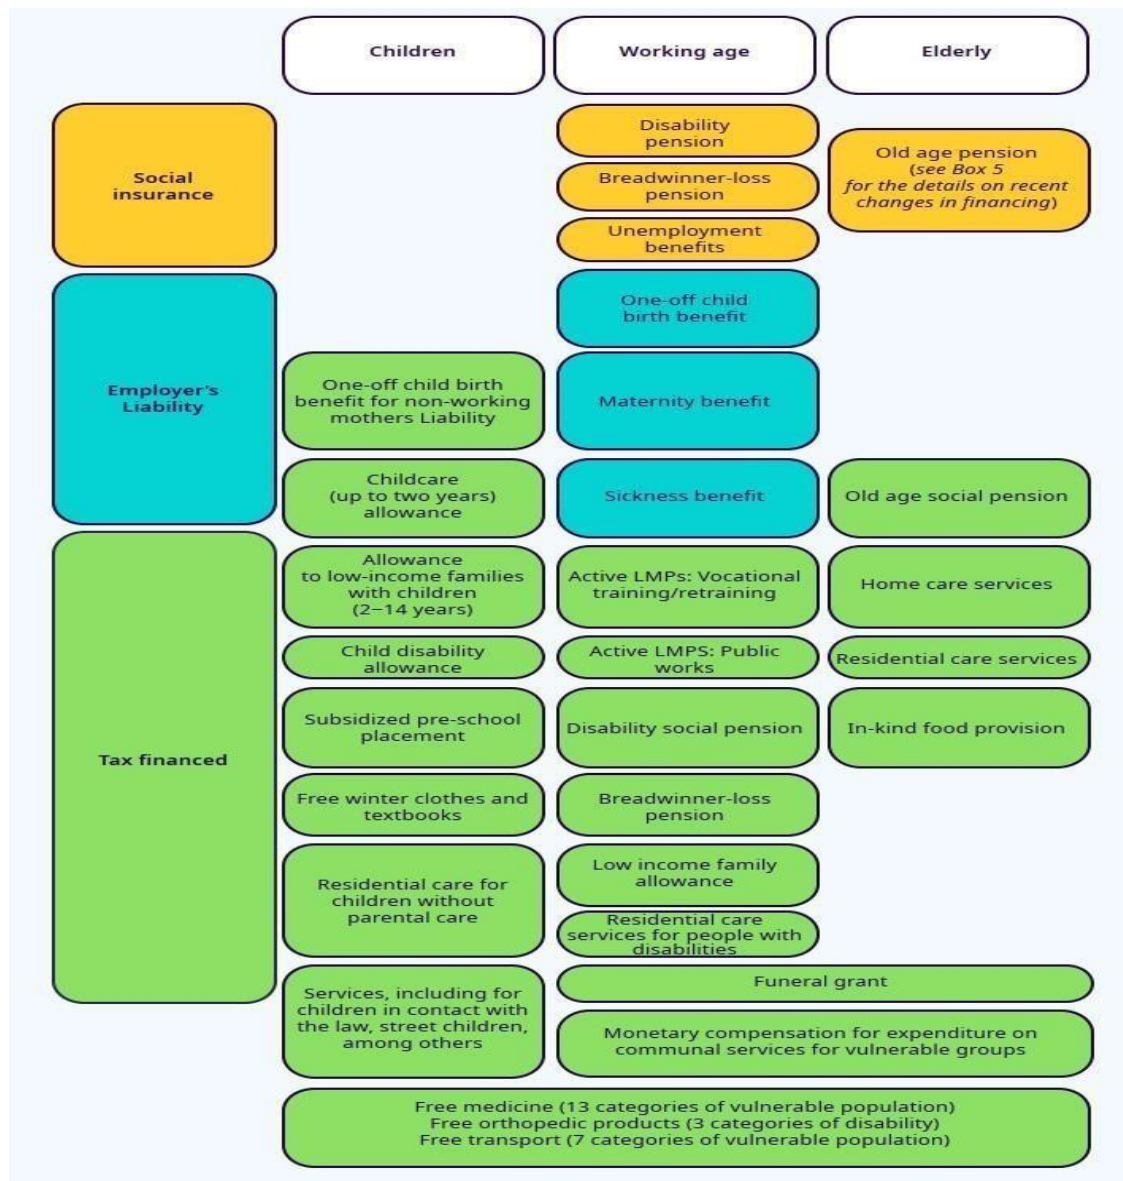 Children
Working age
Elderly
Social
insurance
Disability
pension
Breadwinner-loss
pension
Unemployment
benefits
Old age pension
(see Box 5
for the details on recent
changes in financing)
Employer's
Liability
One-off child
birth benefit
One-off child birth
benefit for non-working
mothers Liability
Maternity benefit
Childcare
(up to two years)
allowance
Sickness benefit
Old age social pension
Tax financed
Allowance
to low-income families
with children
(2–14 years)
Active LMPs: Vocational
training/retraining
Home care services
Child disability
allowance
Active LMPS: Public
works
Residential care services
Subsidized pre-school
placement
Disability social pension
In-kind food provision
Free winter clothes and
textbooks
Breadwinner-loss
pension
Residential care for
children without
parental care
Low income family
allowance
Residential care
services for people with
disabilities
Services, including for
children in contact with
the law, street children,
among others
Funeral grant
Monetary compensation for expenditure on
communal services for vulnerable groups
Free medicine (13 categories of vulnerable population)
Free orthopedic products (3 categories of disability)
Free transport (7 categories of vulnerable population)